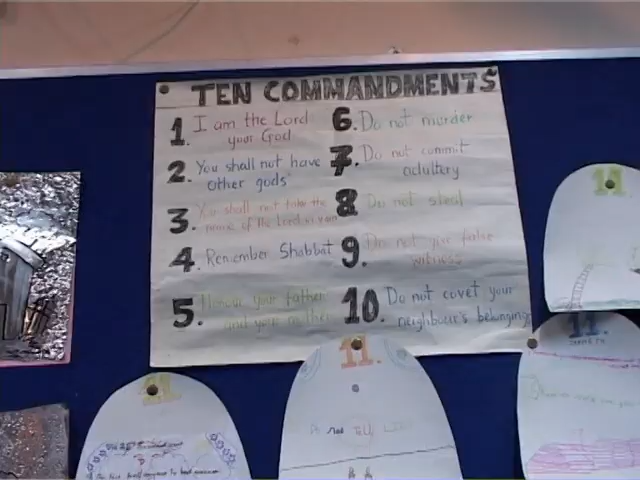 TEN COMMANDMENTS
1. I am the Lord
your God
2. You shall not have
other gods
3. You shall not take the
name of the Lord in vain
4. Remember Shabbat
5. Honour your father
and your mother
6. Do not murder
7. Do not commit
adultery
8 Do not steal
9. Do not give false
witness
10. Do not covet your
neighbour's belongings
11
11.
Do not tell
11
11.